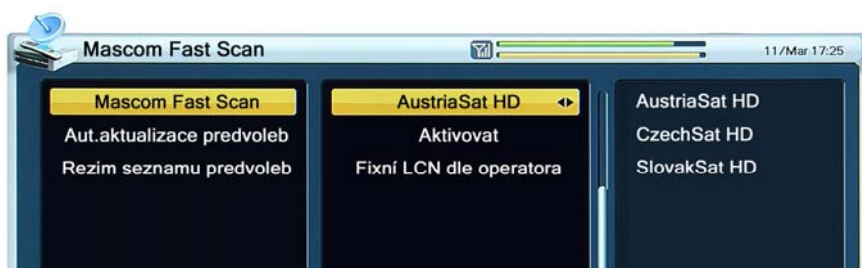 Mascom Fast Scan
11/Mar 17:25
Mascom Fast Scan
AustriaSat HD
AustriaSat HD
Aut.aktualizace predvoleb
Aktivovat
CzechSat HD
Rezim seznamu predvoleb
Fixní LCN dle operatora
SlovakSat HD